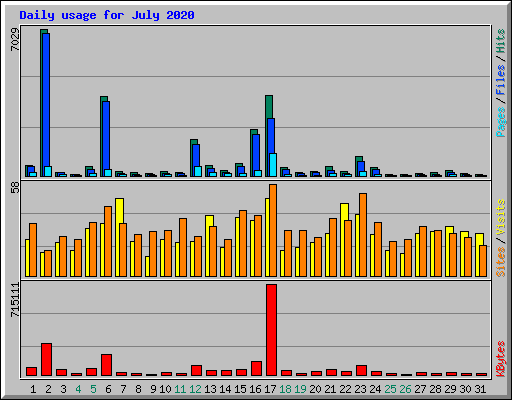 Daily usage for July 2020
7029
Pages / Files / Hits
58
Sites / Visits
715111
KBytes
1 2 3 4 5 6 7 8 9 10 11 12 13 14 15 16 17 18 19 20 21 22 23 24 25 26 27 28 29 30 31